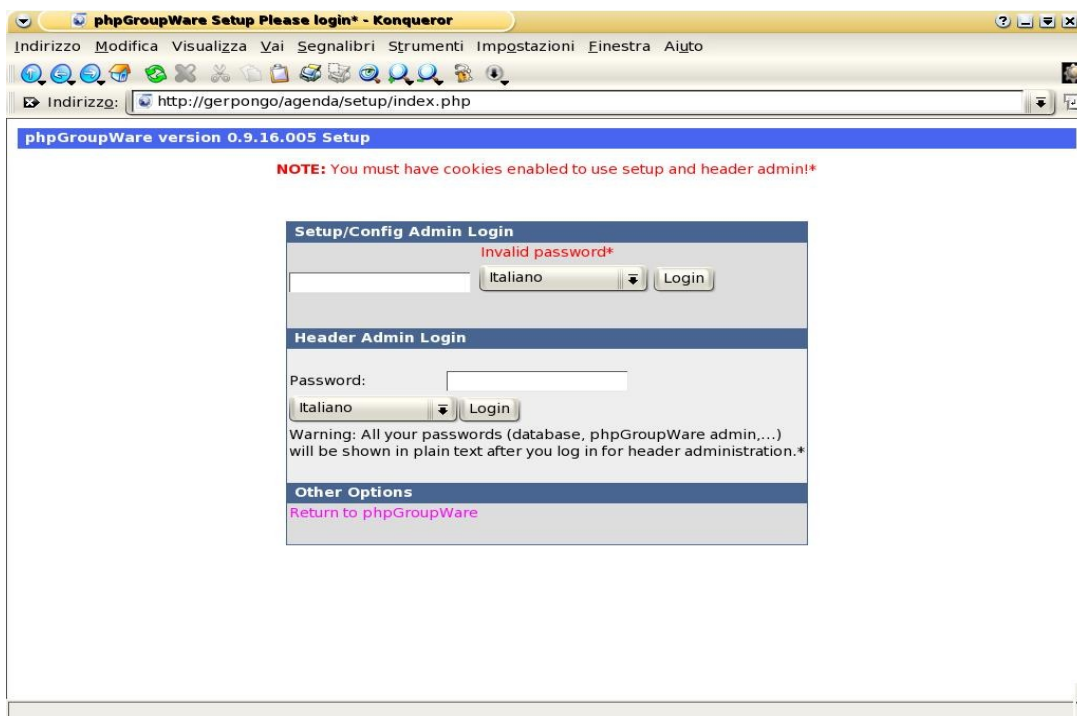 phpGroupWare Setup Please login* - Konqueror
Indirizzo Modifica Visualizza Vai Segnalibri Strumenti Impostazioni Finestra Aiuto
Indirizzo: http://gerpongo/agenda/setup/index.php
phpGroupWare version 0.9.16.005 Setup
NOTE: You must have cookies enabled to use setup and header admin!*
Setup/Config Admin Login
Invalid password*
Italiano Login
Header Admin Login
Password:
Italiano Login
Warning: All your passwords (database, phpGroupWare admin,...)
will be shown in plain text after you log in for header administration.*
Other Options
Return to phpGroupWare